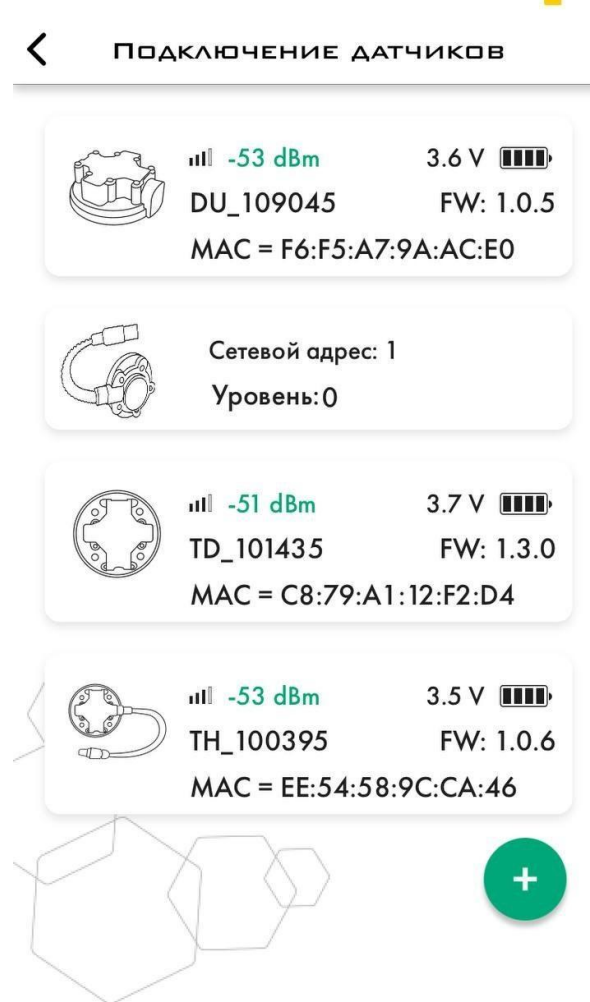 Подключение датчиков
-53 dBm 3.6 V
DU_109045 FW: 1.0.5
MAC = F6:F5:A7:9A:AC:E0
Сетевой адрес: 1
Уровень:0
-51 dBm 3.7 V
TD_101435 FW: 1.3.0
MAC = C8:79:A1:12:F2:D4
-53 dBm 3.5 V
TH_100395 FW: 1.0.6
MAC = EE:54:58:9C:CA:46
+